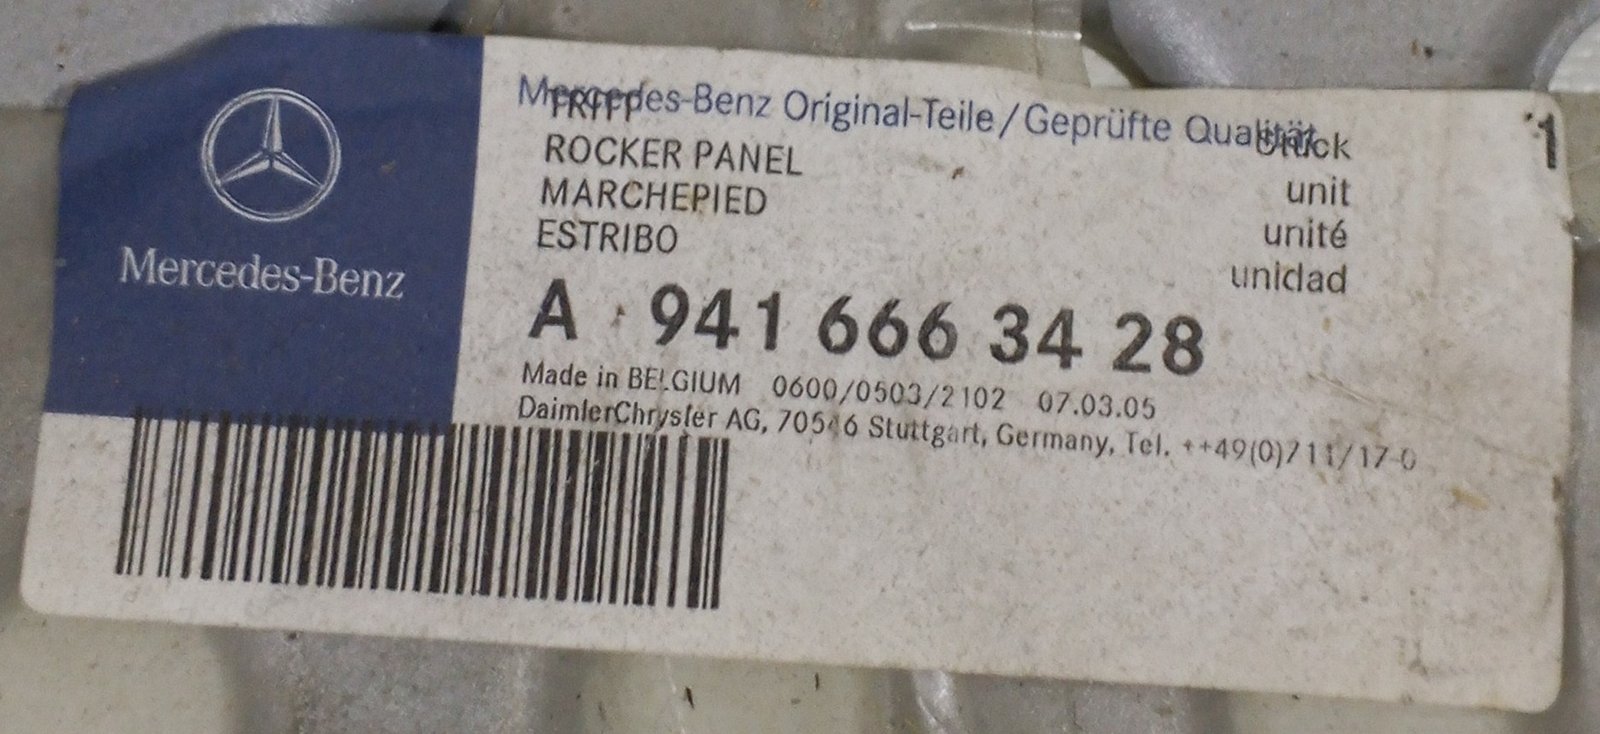 Mercedes-Benz
Mercedes-Benz Original-Teile/Geprüfte Qualität
TRITT Stück 1
ROCKER PANEL unit
MARCHEPIED unité
ESTRIBO unidad
A 941 666 34 28
Made in BELGIUM 0600/0503/2102 07.03.05
DaimlerChrysler AG, 70546 Stuttgart, Germany, Tel. ++49(0)711/17-0